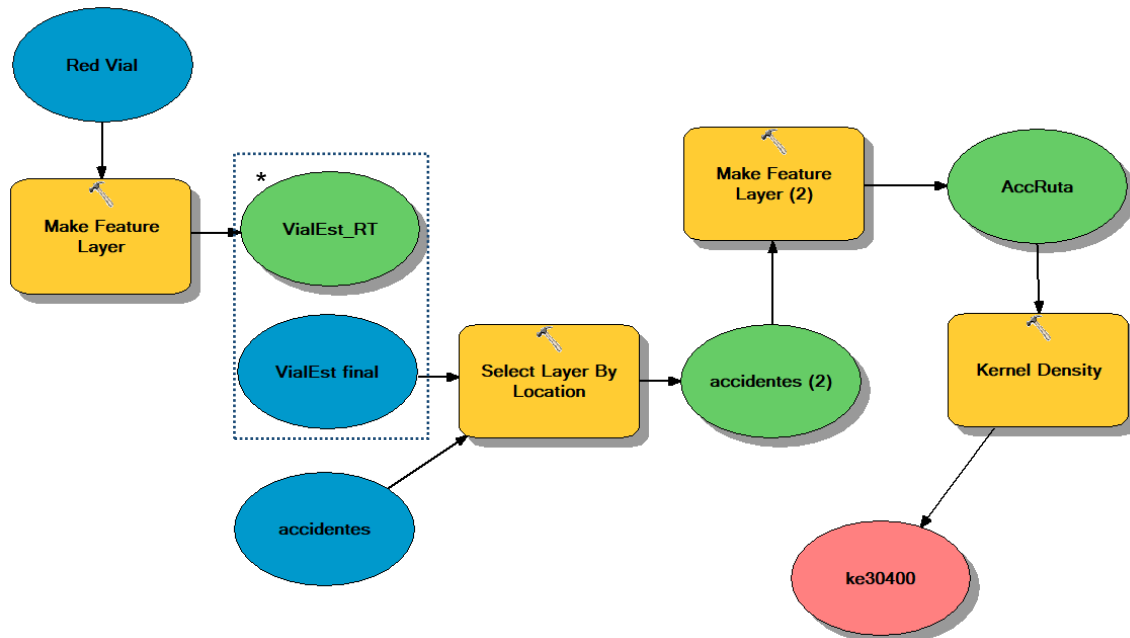 Red Vial
Make Feature
Layer
*
VialEst_RT
VialEst final
accidentes
Select Layer By
Location
accidentes (2)
Make Feature
Layer (2)
AccRuta
Kernel Density
ke30400